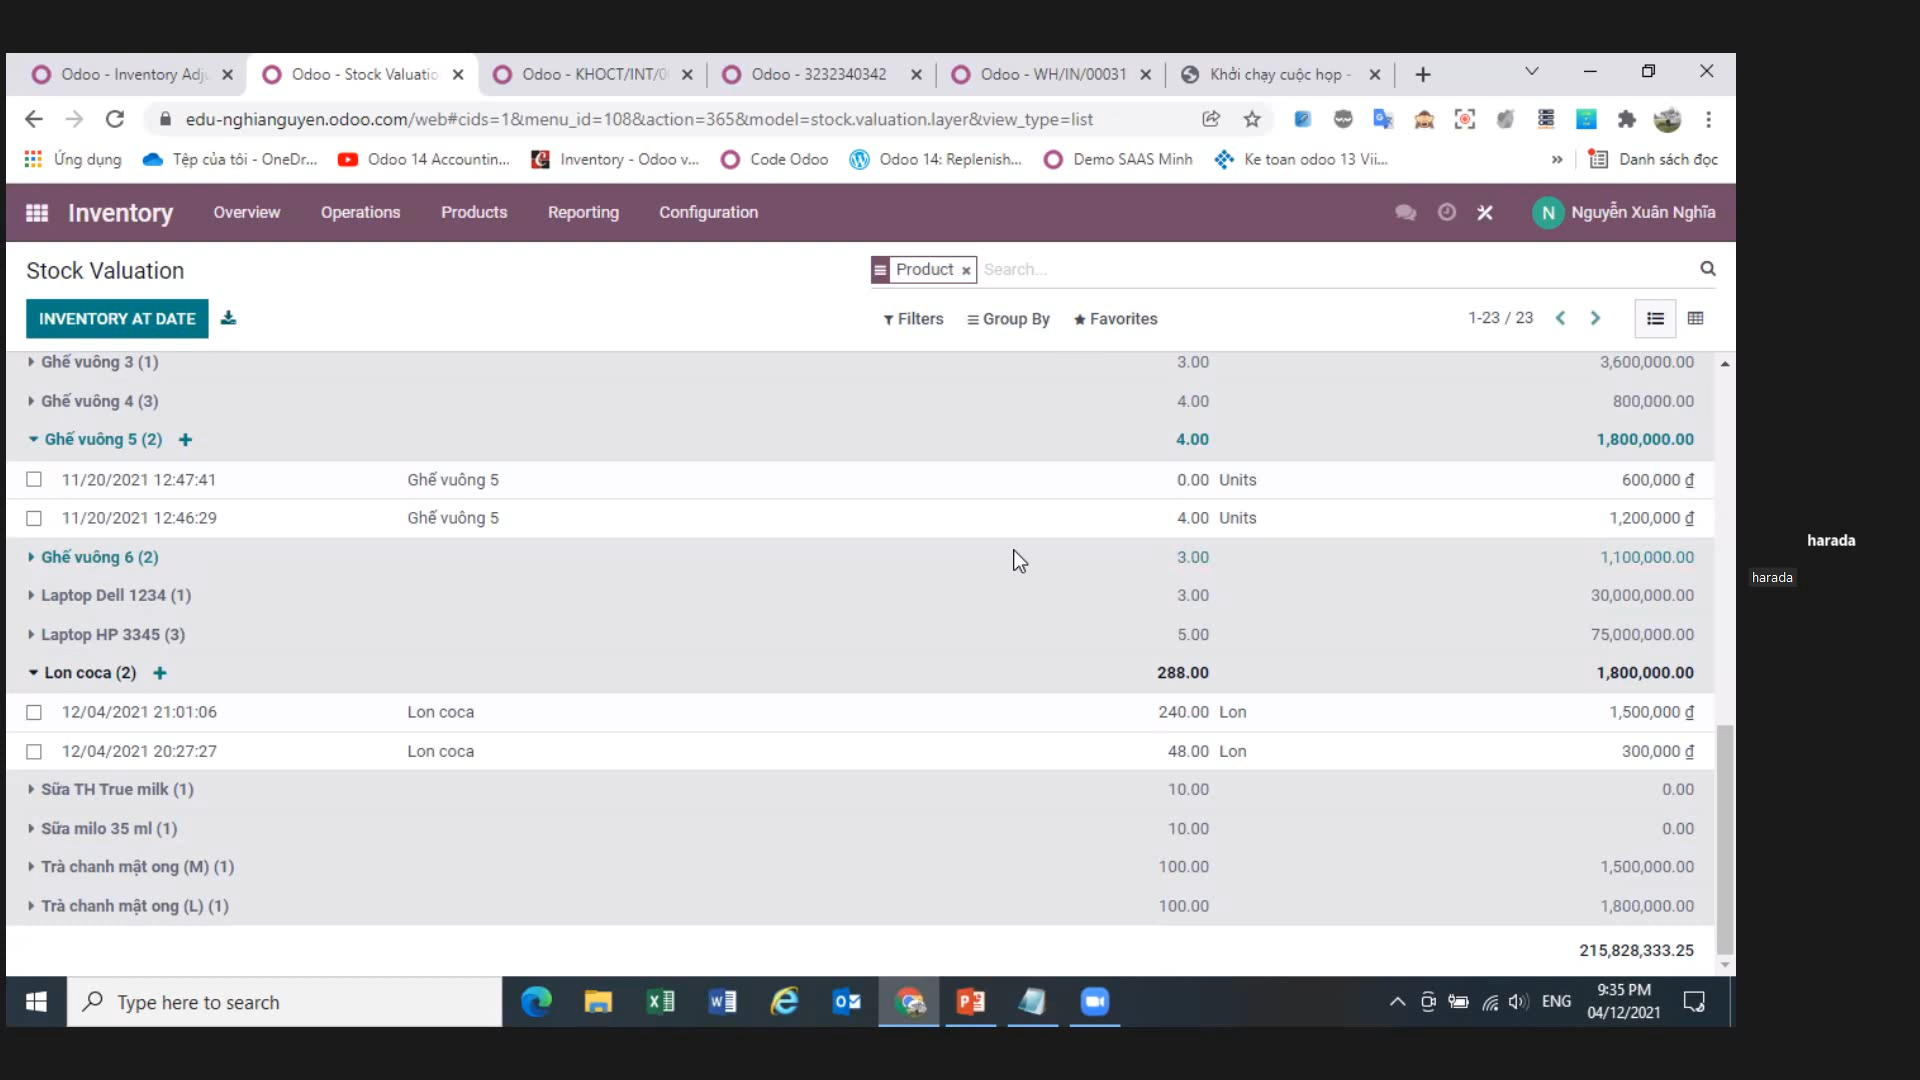 Odoo - Inventory Adj
Odoo - Stock Valuatio
Odoo - KHOCT/INT/0
Odoo - 3232340342
Odoo - WH/IN/00031
Khởi chạy cuộc họp -
edu-nghianguyen.odoo.com/web#cids=1&menu_id=108&action=365&model=stock.valuation.layer&view_type=list
Ứng dụng
Tệp của tôi - OneDr...
Odoo 14 Accountin...
Inventory - Odoo v...
Code Odoo
Odoo 14: Replenish...
Demo SAAS Minh
Ke toan odoo 13 Vii...
»
Danh sách đọc
Inventory Overview Operations Products Reporting Configuration
N Nguyễn Xuân Nghĩa
Stock Valuation
Product × Search...
INVENTORY AT DATE
Filters Group By Favorites
1-23 / 23
Ghế vuông 3 (1) 3.00 3,600,000.00
Ghế vuông 4 (3) 4.00 800,000.00
Ghế vuông 5 (2) + 4.00 1,800,000.00
11/20/2021 12:47:41 Ghế vuông 5 0.00 Units 600,000 ₫
11/20/2021 12:46:29 Ghế vuông 5 4.00 Units 1,200,000 ₫
Ghế vuông 6 (2) 3.00 1,100,000.00
Laptop Dell 1234 (1) 3.00 30,000,000.00
Laptop HP 3345 (3) 5.00 75,000,000.00
Lon coca (2) + 288.00 1,800,000.00
12/04/2021 21:01:06 Lon coca 240.00 Lon 1,500,000 ₫
12/04/2021 20:27:27 Lon coca 48.00 Lon 300,000 ₫
Sữa TH True milk (1) 10.00 0.00
Sữa milo 35 ml (1) 10.00 0.00
Trà chanh mật ong (M) (1) 100.00 1,500,000.00
Trà chanh mật ong (L) (1) 100.00 1,800,000.00
215,828,333.25
harada
harada
Type here to search
ENG
9:35 PM
04/12/2021